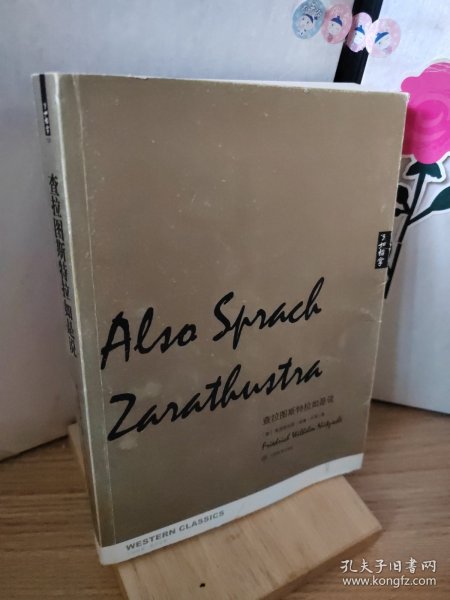 查拉图斯特拉如是说
Also Sprach
Zarathustra
查拉图斯特拉如是说
Friedrich Wilhelm Nietzsche
WESTERN CLASSICS
孔夫子旧书网
www.kongfz.com